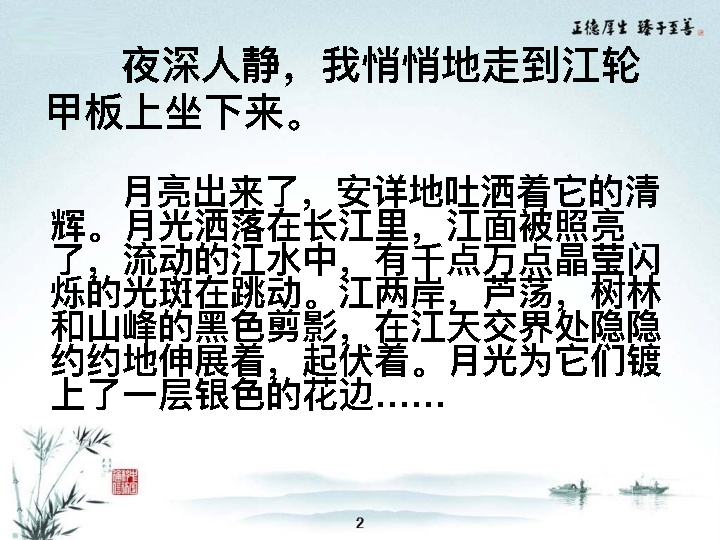 正德厚生 臻于至善
夜深人静，我悄悄地走到江轮
甲板上坐下来。
月亮出来了，安详地吐洒着它的清
辉。月光洒落在长江里，江面被照亮
了，流动的江水中，有千点万点晶莹闪
烁的光斑在跳动。江两岸，芦荡，树林
和山峰的黑色剪影，在江天交界处隐隐
约约地伸展着，起伏着。月光为它们镀
上了一层银色的花边……
2